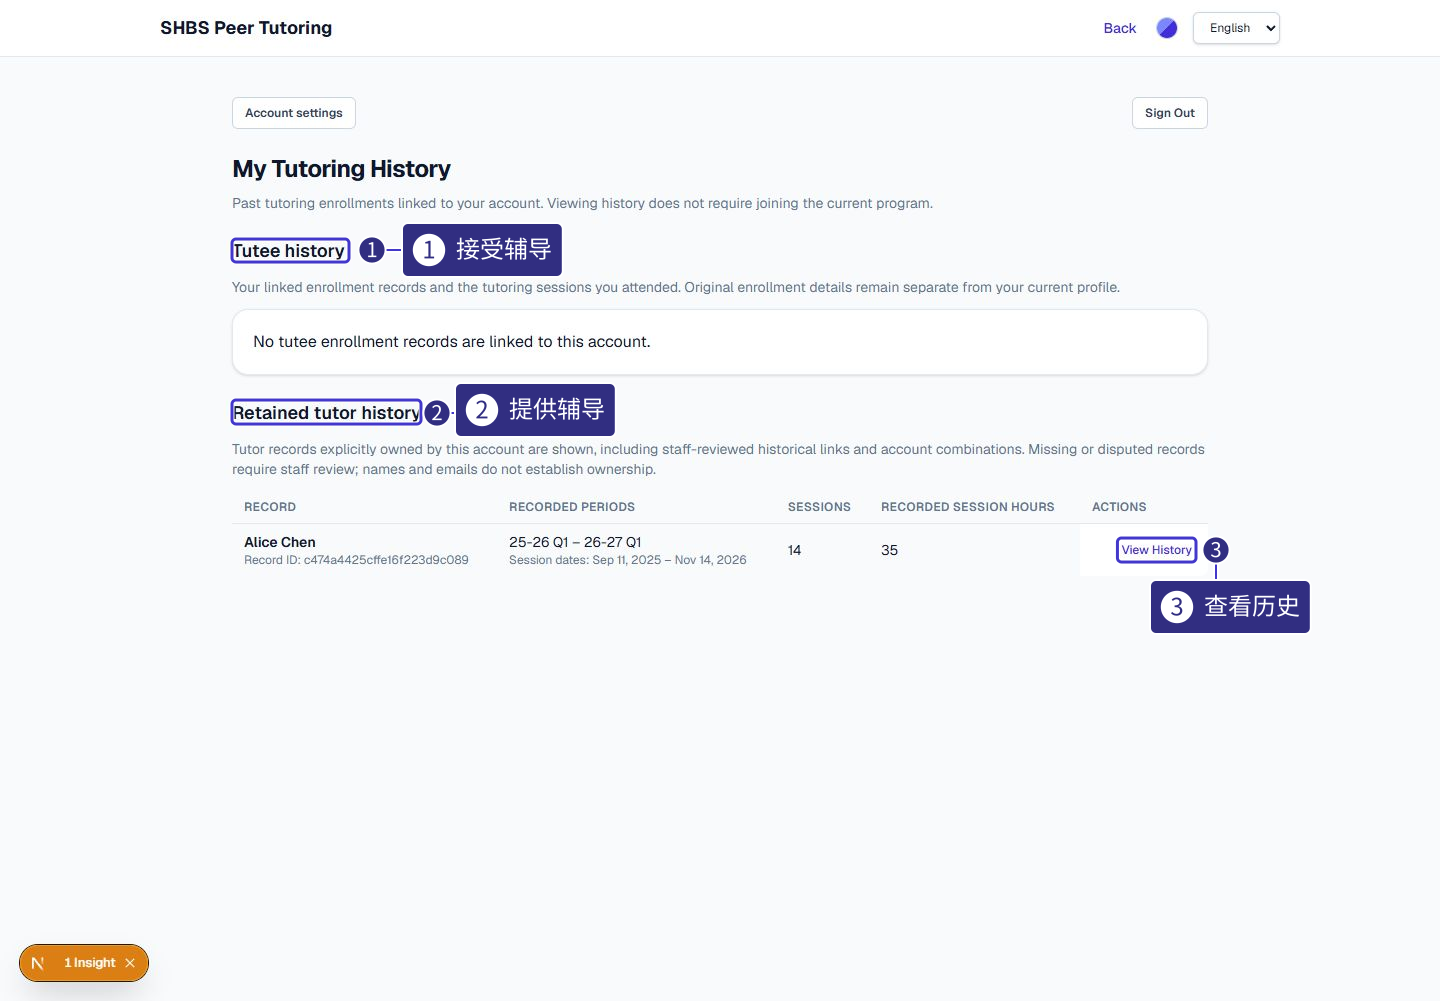 SHBS Peer Tutoring
Back
English
Account settings
Sign Out
My Tutoring History
Past tutoring enrollments linked to your account. Viewing history does not require joining the current program.
Tutee history 1 1 接受辅导
Your linked enrollment records and the tutoring sessions you attended. Original enrollment details remain separate from your current profile.
No tutee enrollment records are linked to this account.
Retained tutor history 2 2 提供辅导
Tutor records explicitly owned by this account are shown, including staff-reviewed historical links and account combinations. Missing or disputed records
require staff review; names and emails do not establish ownership.
RECORD RECORDED PERIODS SESSIONS RECORDED SESSION HOURS ACTIONS
Alice Chen 25-26 Q1 – 26-27 Q1 14 35 View History 3
Record ID: c474a4425cffe16f223d9c089 Session dates: Sep 11, 2025 – Nov 14, 2026
3 查看历史
N 1 Insight